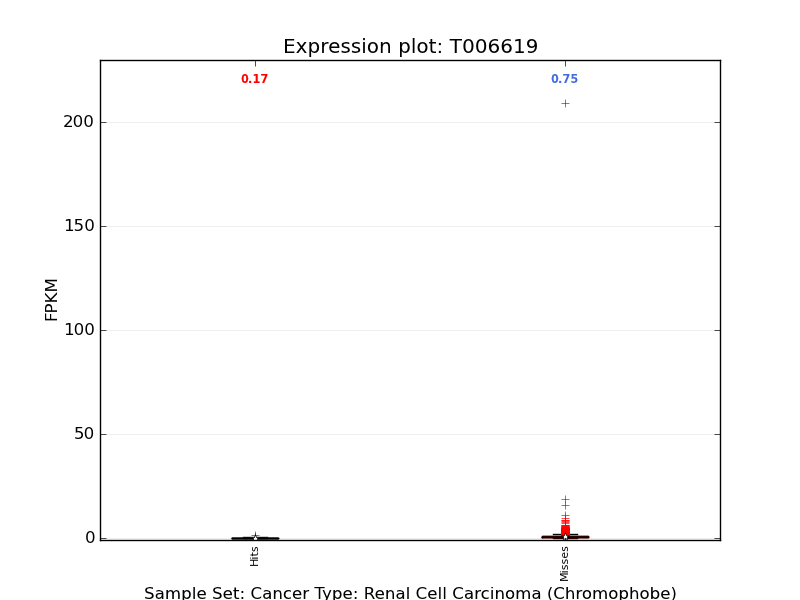 Expression plot: T006619
0.17
0.75
200
150
100
50
0
FPKM
Hits
Misses
Sample Set: Cancer Type: Renal Cell Carcinoma (Chromophobe)